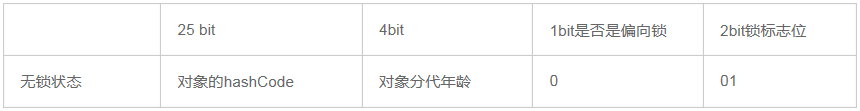 25 bit 4bit 1bit是否是偏向锁 2bit锁标志位
无锁状态 对象的hashCode 对象分代年龄 0 01